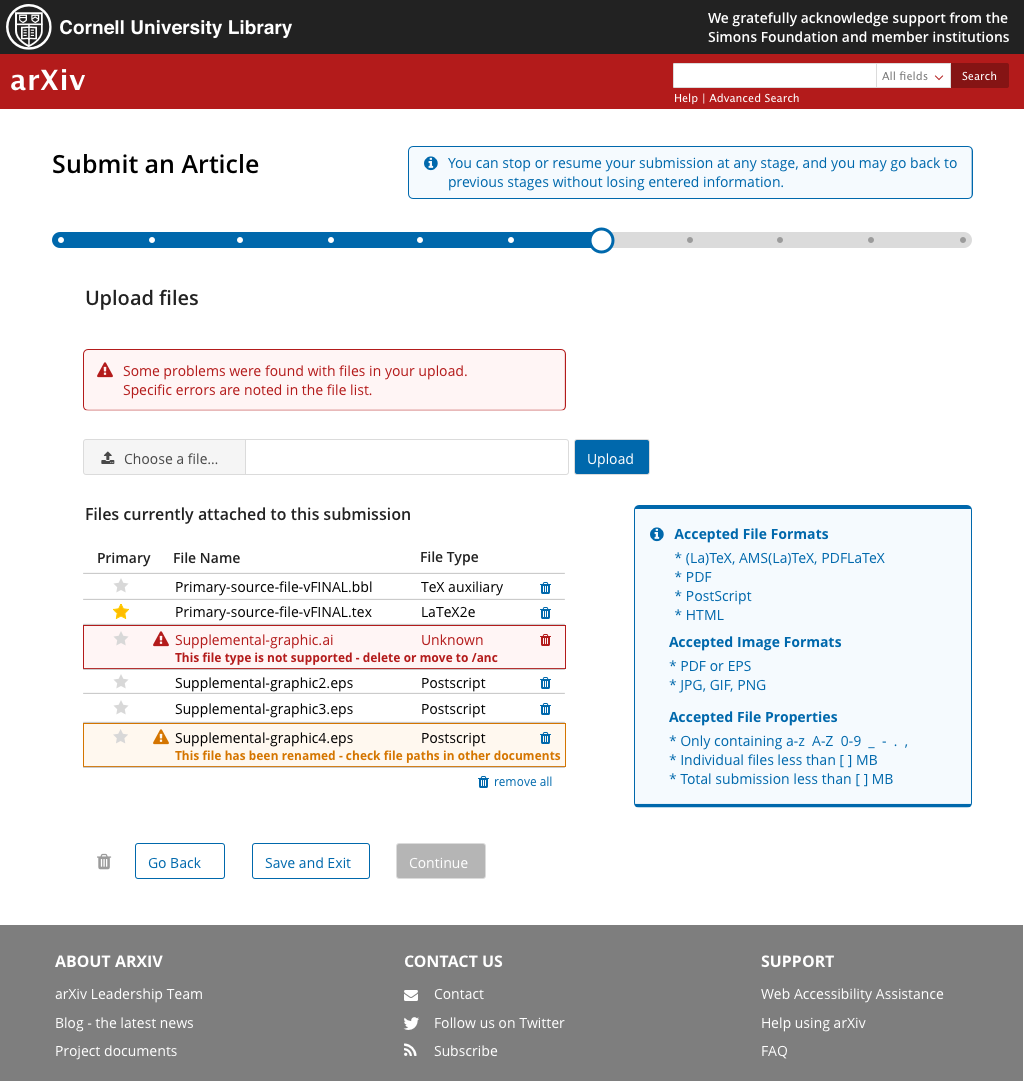 Cornell University Library
We gratefully acknowledge support from the
Simons Foundation and member institutions
arXiv
All fields
Search
Help | Advanced Search
Submit an Article
You can stop or resume your submission at any stage, and you may go back to
previous stages without losing entered information.
Upload files
Some problems were found with files in your upload.
Specific errors are noted in the file list.
Choose a file...
Upload
Files currently attached to this submission
Primary File Name File Type
Primary-source-file-vFINAL.bbl TeX auxiliary
Primary-source-file-vFINAL.tex LaTeX2e
Supplemental-graphic.ai Unknown
This file type is not supported - delete or move to /anc
Supplemental-graphic2.eps Postscript
Supplemental-graphic3.eps Postscript
Supplemental-graphic4.eps Postscript
This file has been renamed - check file paths in other documents
remove all
Accepted File Formats
* (La)TeX, AMS(La)TeX, PDFLaTeX
* PDF
* PostScript
* HTML
Accepted Image Formats
* PDF or EPS
* JPG, GIF, PNG
Accepted File Properties
* Only containing a-z A-Z 0-9 _ - . ,
* Individual files less than [ ] MB
* Total submission less than [ ] MB
Go Back
Save and Exit
Continue
ABOUT ARXIV
arXiv Leadership Team
Blog - the latest news
Project documents
CONTACT US
Contact
Follow us on Twitter
Subscribe
SUPPORT
Web Accessibility Assistance
Help using arXiv
FAQ